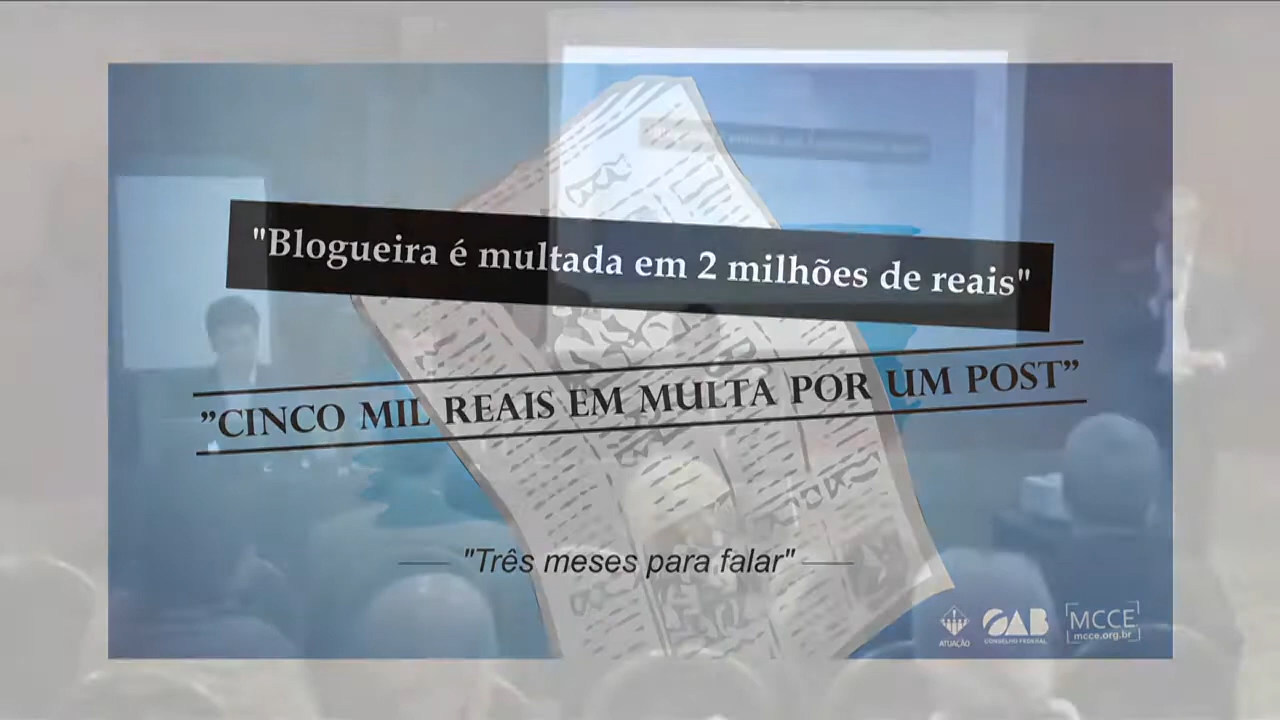 "Blogueira é multada em 2 milhões de reais"
"CINCO MIL REAIS EM MULTA POR UM POST"
"Três meses para falar"
ATUAÇÃO
OAB
CONSELHO FEDERAL
MCCE
mcce.org.br